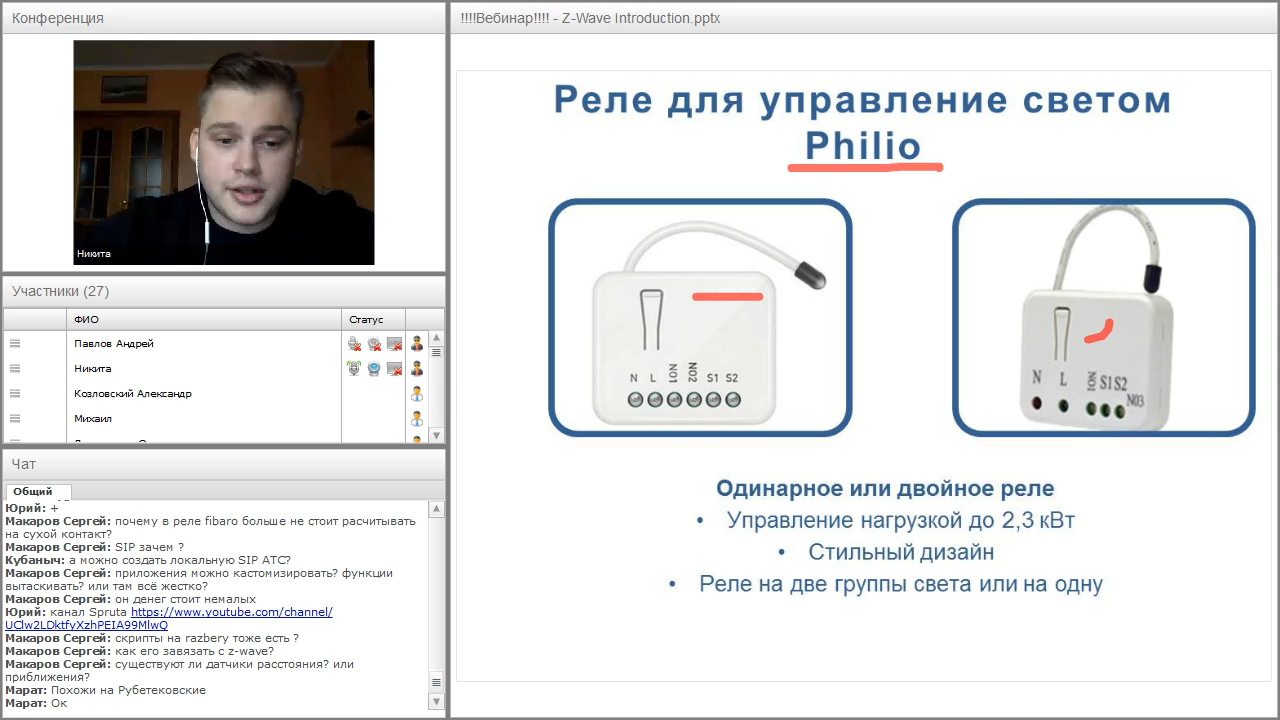 Конференция
Никита
Участники (27)
ФИО
Статус
Павлов Андрей
Никита
Козловский Александр
Михаил
Чат
Общий
Юрий: +
Макаров Сергей: почему в реле fibaro больше не стоит расчитывать
на сухой контакт?
Макаров Сергей: SIP зачем ?
Кубаныч: а можно создать локальную SIP АТС?
Макаров Сергей: приложения можно кастомизировать? функции
вытаскивать? или там всё жестко?
Макаров Сергей: он денег стоит немалых
Юрий: канал Spruta https://www.youtube.com/channel/
UClw2LDktfyXzhPEIA99MlwQ
Макаров Сергей: скрипты на razbery тоже есть ?
Макаров Сергей: как его завязать с z-wave?
Макаров Сергей: существуют ли датчики расстояния? или
приближения?
Марат: Похожи на Рубетековские
Марат: Ок
!!!!Вебинар!!!! - Z-Wave Introduction.pptx
Реле для управление светом
Philio
N L NO1 NO2 S1 S2
N L NO1 S1 S2 N03
Одинарное или двойное реле
• Управление нагрузкой до 2,3 кВт
• Стильный дизайн
• Реле на две группы света или на одну